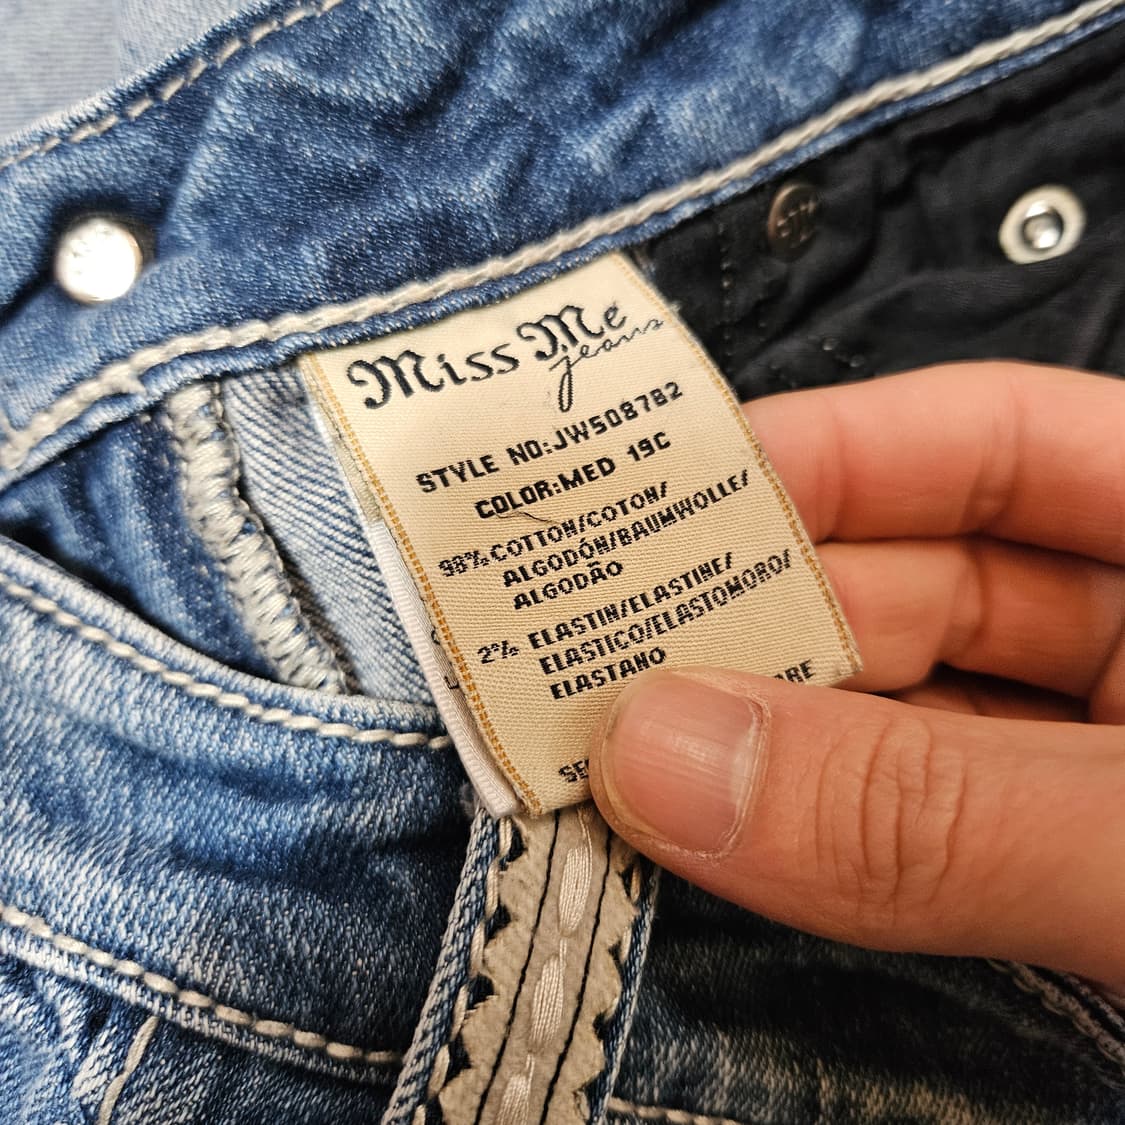 Miss Me
jeans
STYLE NO:JW5087B2
COLOR:MED 19C
98% COTTON/COTON/
ALGODÓN/BAUMWOLLE/
ALGODÃO
2% ELASTIN/ELASTINE/
ELASTICO/ELASTOMORO/
ELASTANO